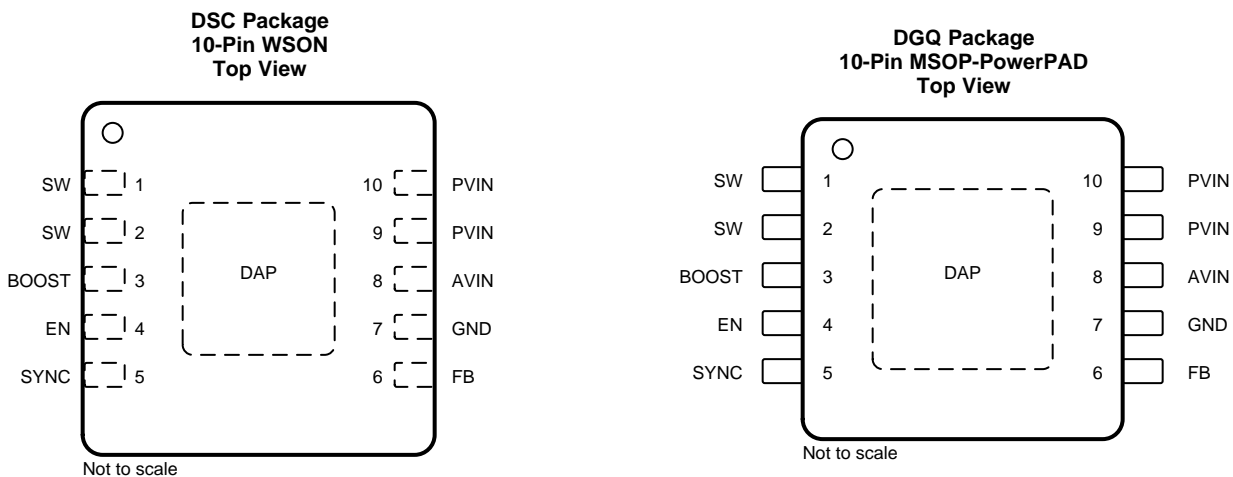 DSC Package
10-Pin WSON
Top View
SW 1 10 PVIN
SW 2 9 PVIN
BOOST 3 DAP 8 AVIN
EN 4 7 GND
SYNC 5 6 FB
Not to scale
DGQ Package
10-Pin MSOP-PowerPAD
Top View
SW 1 10 PVIN
SW 2 9 PVIN
BOOST 3 DAP 8 AVIN
EN 4 7 GND
SYNC 5 6 FB
Not to scale